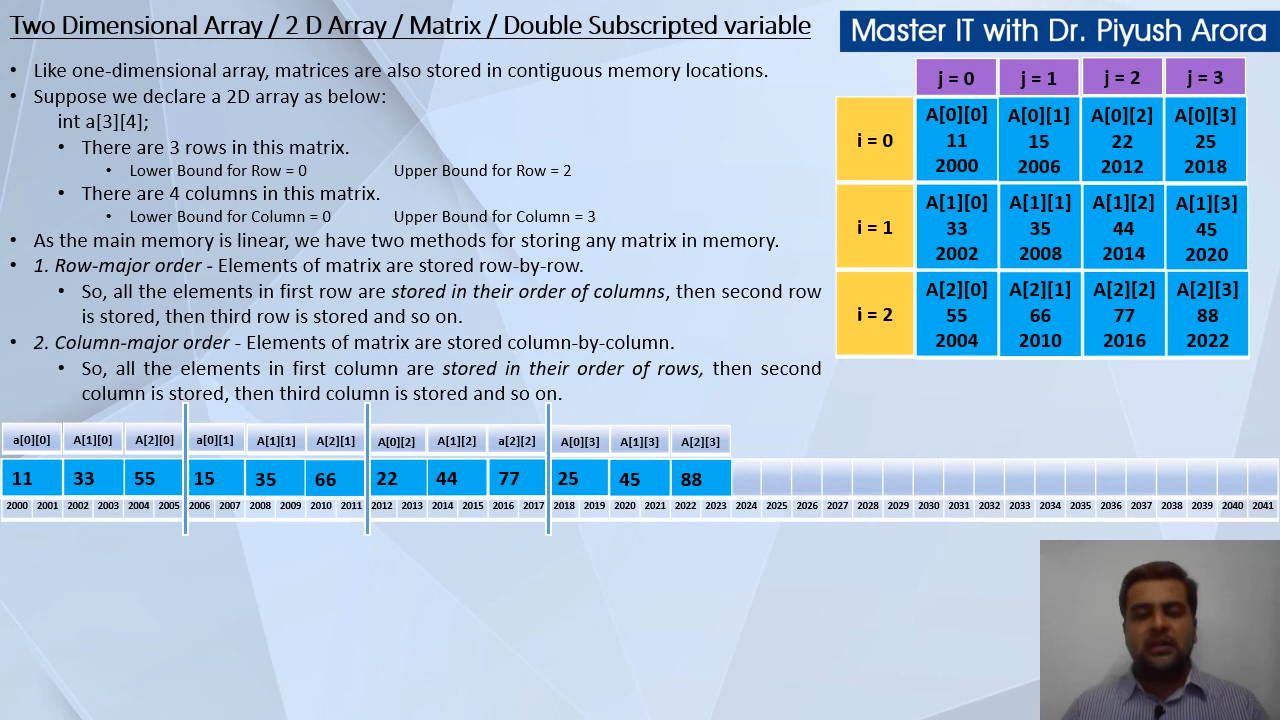 Two Dimensional Array / 2 D Array / Matrix / Double Subscripted variable
Master IT with Dr. Piyush Arora
• Like one-dimensional array, matrices are also stored in contiguous memory locations.
• Suppose we declare a 2D array as below:
int a[3][4];
• There are 3 rows in this matrix.
• Lower Bound for Row = 0 Upper Bound for Row = 2
• There are 4 columns in this matrix.
• Lower Bound for Column = 0 Upper Bound for Column = 3
• As the main memory is linear, we have two methods for storing any matrix in memory.
• 1. Row-major order - Elements of matrix are stored row-by-row.
• So, all the elements in first row are stored in their order of columns, then second row
is stored, then third row is stored and so on.
• 2. Column-major order - Elements of matrix are stored column-by-column.
• So, all the elements in first column are stored in their order of rows, then second
column is stored, then third column is stored and so on.
j = 0 j = 1 j = 2 j = 3
i = 0
A[0][0] A[0][1] A[0][2] A[0][3]
11 15 22 25
2000 2006 2012 2018
i = 1
A[1][0] A[1][1] A[1][2] A[1][3]
33 35 44 45
2002 2008 2014 2020
i = 2
A[2][0] A[2][1] A[2][2] A[2][3]
55 66 77 88
2004 2010 2016 2022
a[0][0] A[1][0] A[2][0] a[0][1] A[1][1] A[2][1] A[0][2] A[1][2] a[2][2] A[0][3] A[1][3] A[2][3]
11 33 55 15 35 66 22 44 77 25 45 88
2000 2001 2002 2003 2004 2005 2006 2007 2008 2009 2010 2011 2012 2013 2014 2015 2016 2017 2018 2019 2020 2021 2022 2023 2024 2025 2026 2027 2028 2029 2030 2031 2032 2033 2034 2035 2036 2037 2038 2039 2040 2041